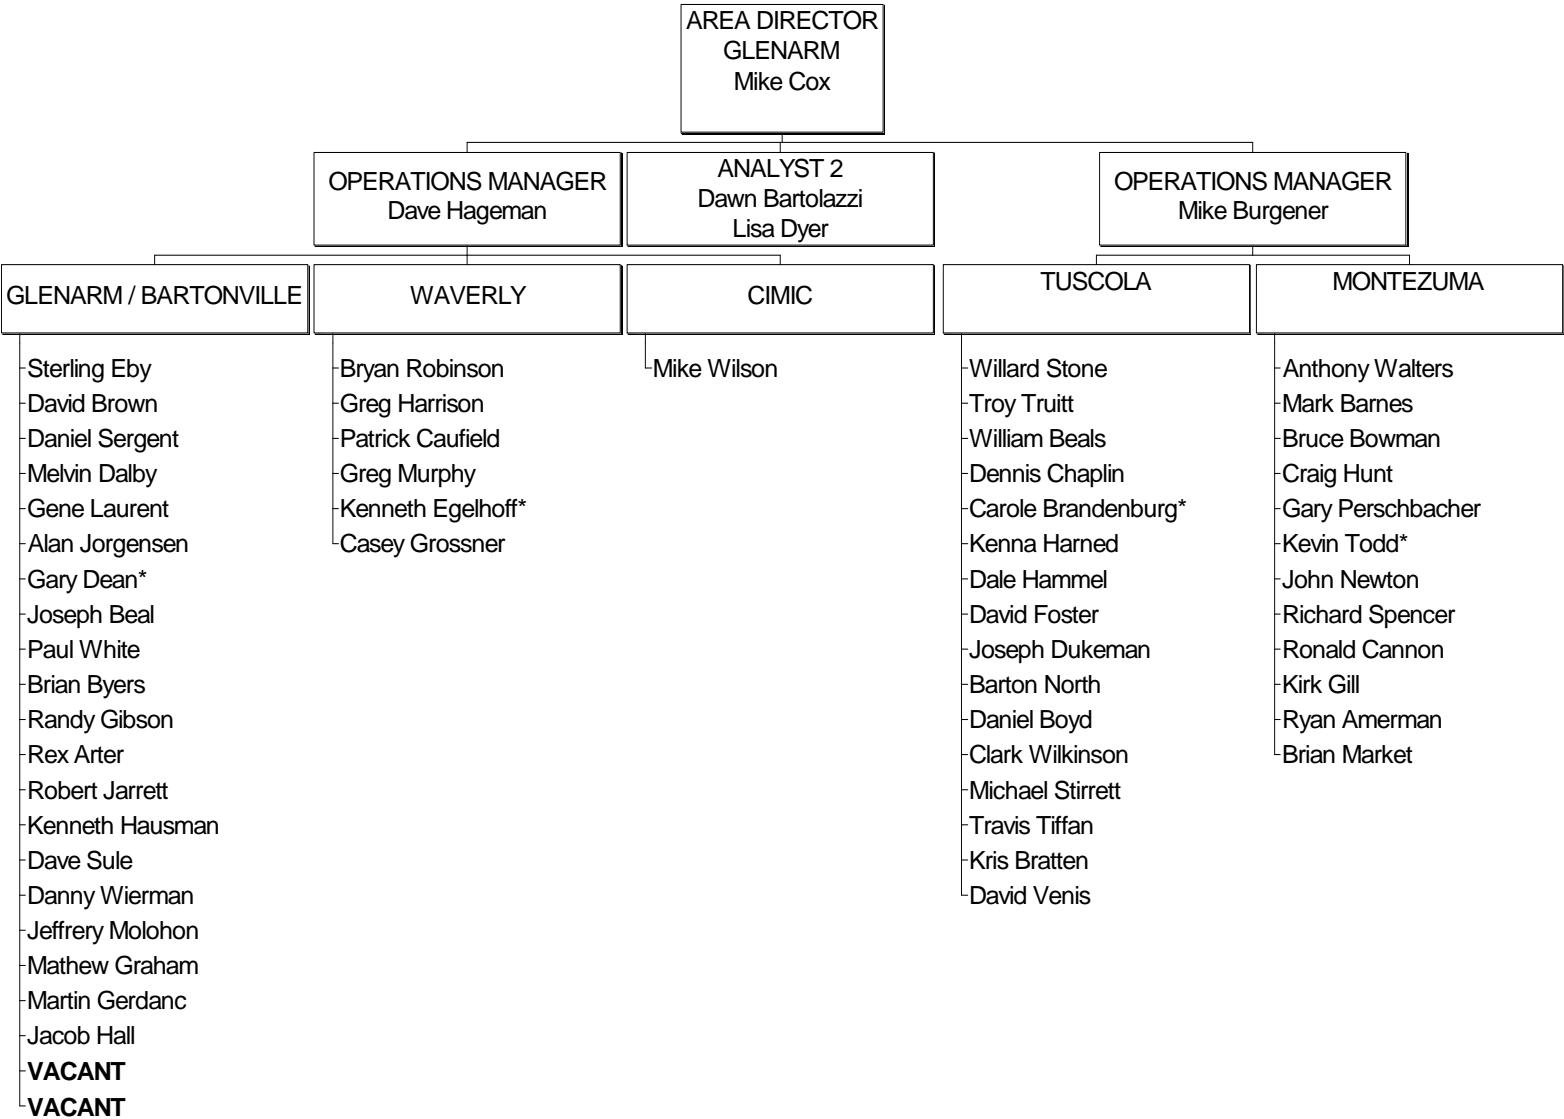 AREA DIRECTOR
GLENARM
Mike Cox
OPERATIONS MANAGER
Dave Hageman
ANALYST 2
Dawn Bartolazzi
Lisa Dyer
OPERATIONS MANAGER
Mike Burgener
GLENARM / BARTONVILLE
Sterling Eby
David Brown
Daniel Sergent
Melvin Dalby
Gene Laurent
Alan Jorgensen
Gary Dean*
Joseph Beal
Paul White
Brian Byers
Randy Gibson
Rex Arter
Robert Jarrett
Kenneth Hausman
Dave Sule
Danny Wierman
Jeffrery Molohon
Mathew Graham
Martin Gerdanc
Jacob Hall
VACANT
VACANT
WAVERLY
Bryan Robinson
Greg Harrison
Patrick Caufield
Greg Murphy
Kenneth Egelhoff*
Casey Grossner
CIMIC
Mike Wilson
TUSCOLA
Willard Stone
Troy Truitt
William Beals
Dennis Chaplin
Carole Brandenburg*
Kenna Harned
Dale Hammel
David Foster
Joseph Dukeman
Barton North
Daniel Boyd
Clark Wilkinson
Michael Stirrett
Travis Tiffan
Kris Bratten
David Venis
MONTEZUMA
Anthony Walters
Mark Barnes
Bruce Bowman
Craig Hunt
Gary Perschbacher
Kevin Todd*
John Newton
Richard Spencer
Ronald Cannon
Kirk Gill
Ryan Amerman
Brian Market